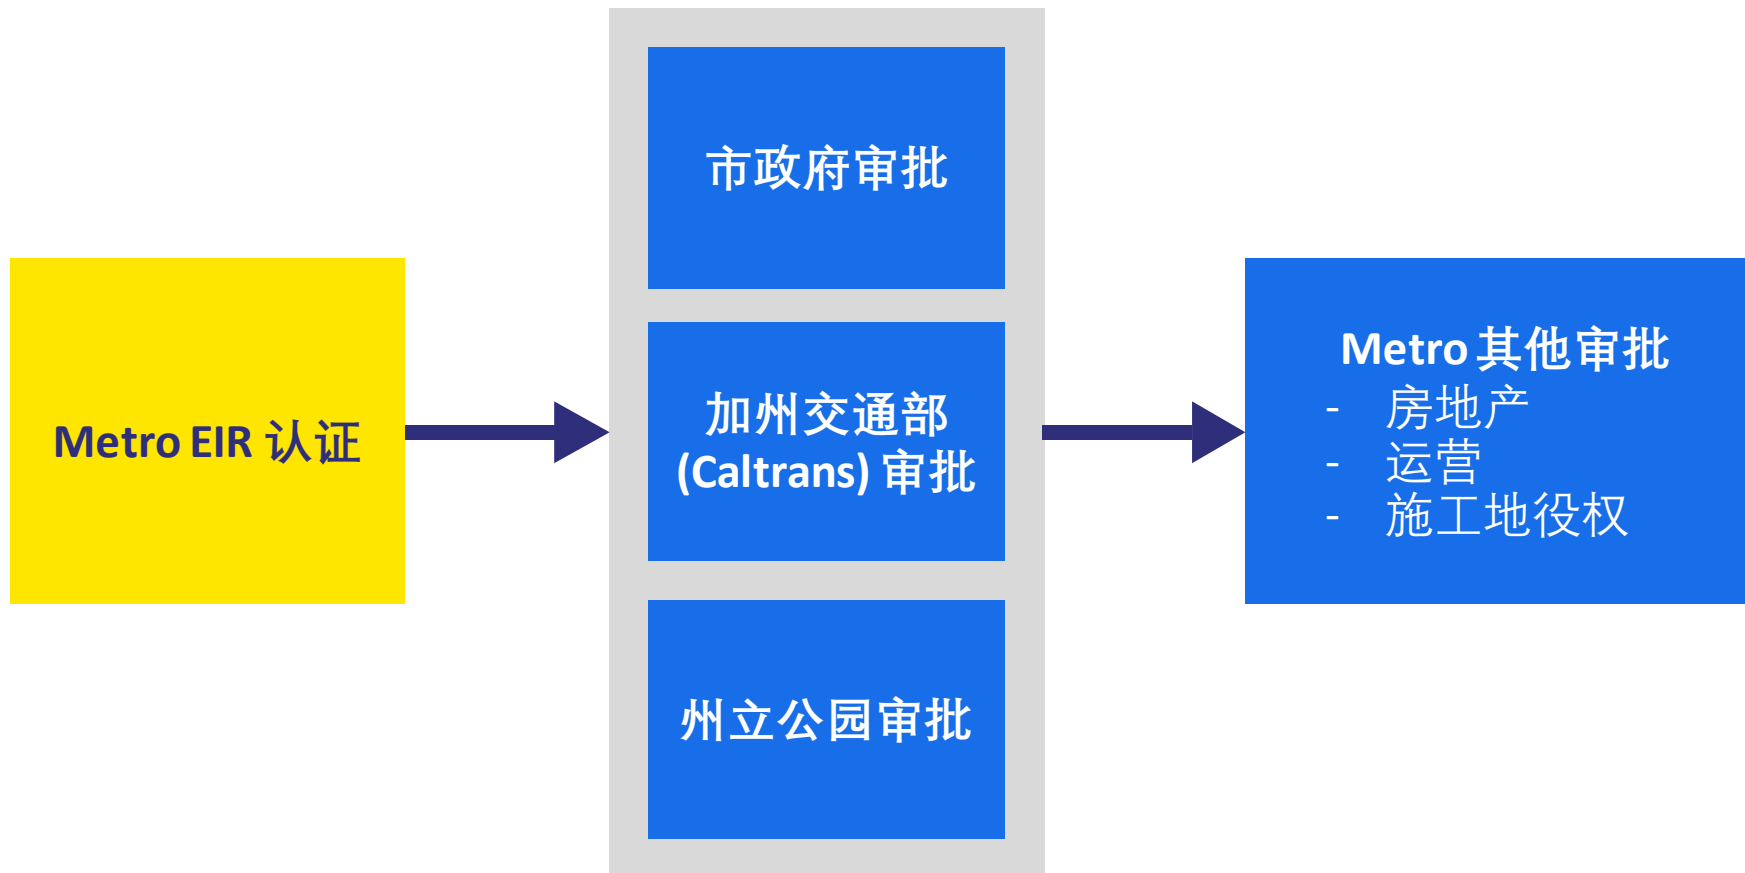 Metro EIR 认证
市政府审批
加州交通部
(Caltrans) 审批
州立公园审批
Metro 其他审批
- 房地产
- 运营
- 施工地役权